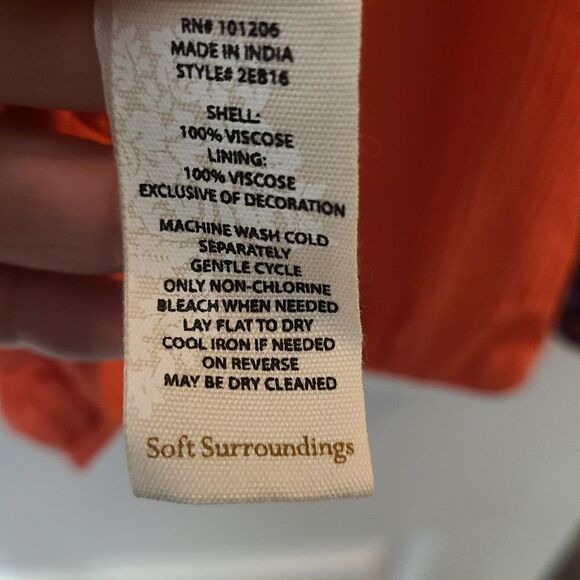 RN# 101206
MADE IN INDIA
STYLE# 2EB16
SHELL:
100% VISCOSE
LINING:
100% VISCOSE
EXCLUSIVE OF DECORATION
MACHINE WASH COLD
SEPARATELY
GENTLE CYCLE
ONLY NON-CHLORINE
BLEACH WHEN NEEDED
LAY FLAT TO DRY
COOL IRON IF NEEDED
ON REVERSE
MAY BE DRY CLEANED
Soft Surroundings